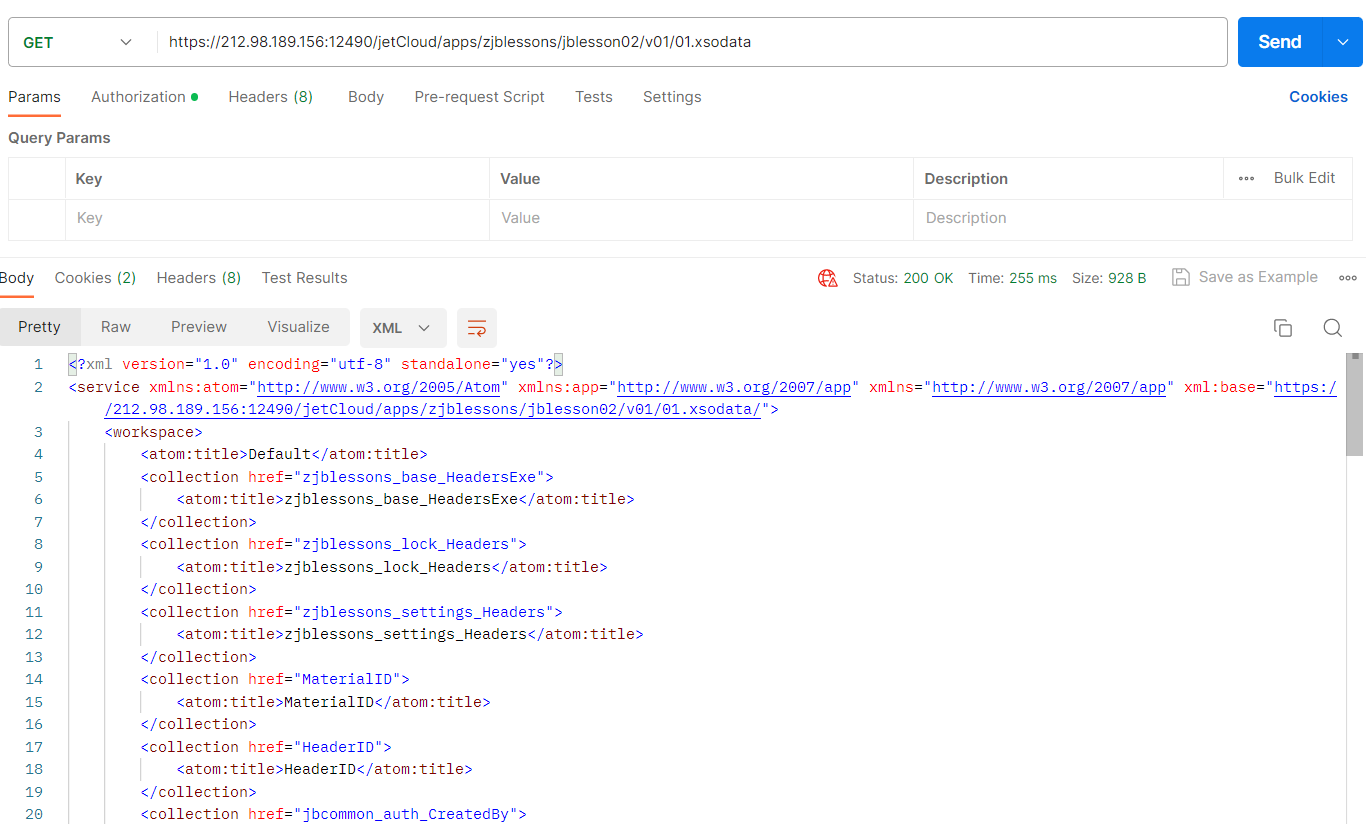 GET https://212.98.189.156:12490/jetCloud/apps/zjblessons/jblesson02/v01/01.xsodata Send
Params Authorization Headers (8) Body Pre-request Script Tests Settings Cookies
Query Params
Key Value Description Bulk Edit
Key Value Description
Body Cookies (2) Headers (8) Test Results Status: 200 OK Time: 255 ms Size: 928 B Save as Example
Pretty Raw Preview Visualize XML
1 <?xml version="1.0" encoding="utf-8" standalone="yes"?>
2 <service xmlns:atom="http://www.w3.org/2005/Atom" xmlns:app="http://www.w3.org/2007/app" xmlns="http://www.w3.org/2007/app" xml:base="https:/
/212.98.189.156:12490/jetCloud/apps/zjblessons/jblesson02/v01/01.xsodata/">
3 <workspace>
4 <atom:title>Default</atom:title>
5 <collection href="zjblessons_base_HeadersExe">
6 <atom:title>zjblessons_base_HeadersExe</atom:title>
7 </collection>
8 <collection href="zjblessons_lock_Headers">
9 <atom:title>zjblessons_lock_Headers</atom:title>
10 </collection>
11 <collection href="zjblessons_settings_Headers">
12 <atom:title>zjblessons_settings_Headers</atom:title>
13 </collection>
14 <collection href="MaterialID">
15 <atom:title>MaterialID</atom:title>
16 </collection>
17 <collection href="HeaderID">
18 <atom:title>HeaderID</atom:title>
19 </collection>
20 <collection href="jbcommon_auth_CreatedBy">